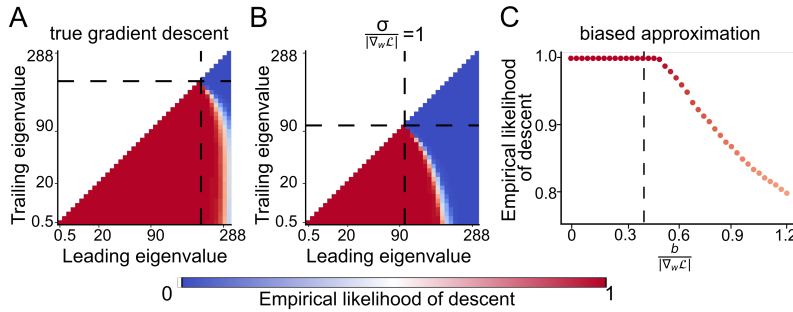 A
true gradient descent
Trailing eigenvalue
288
90
20
0.5
0.5 20 90 288
Leading eigenvalue
B
σ
|∇wℒ| =1
Trailing eigenvalue
288
90
20
0.5
0.5 20 90 288
Leading eigenvalue
C
biased approximation
Empirical likelihood
of descent
1.0
0.9
0.8
0 0.3 0.6 0.9 1.2
b
|∇wℒ|
0 1
Empirical likelihood of descent